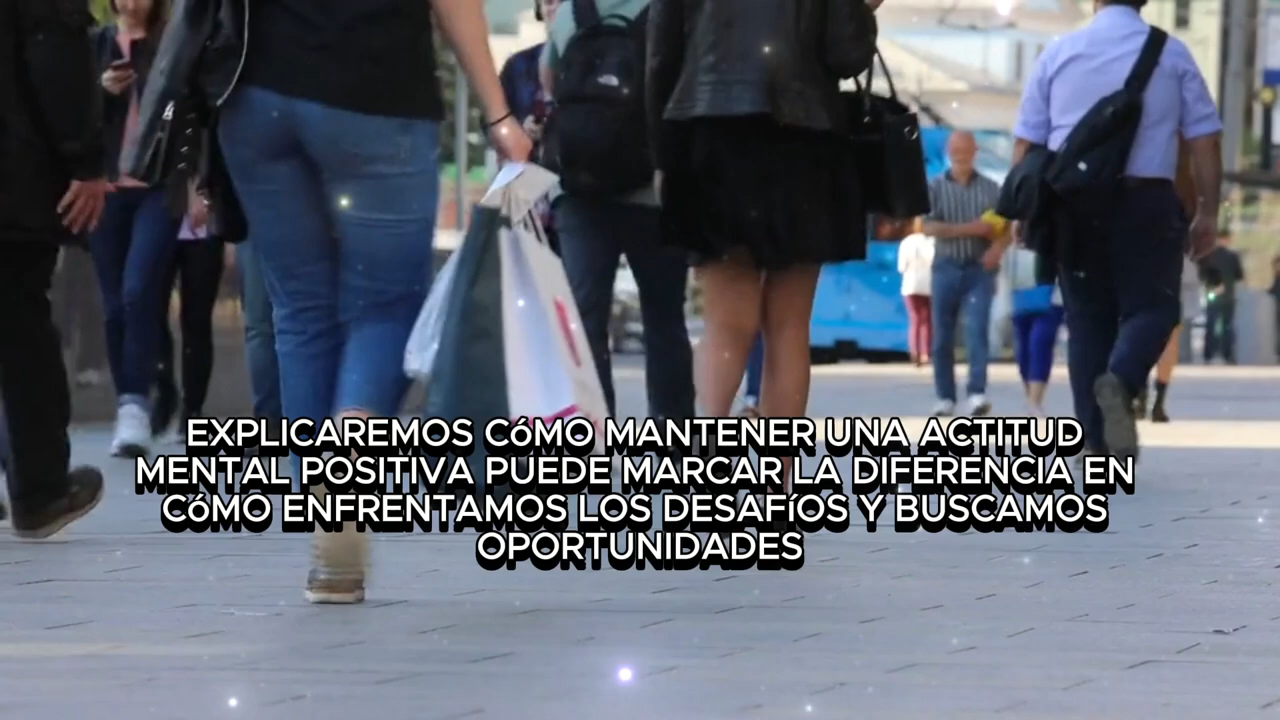 EXPLICAREMOS CóMO MANTENER UNA ACTITUD
MENTAL POSITIVA PUEDE MARCAR LA DIFERENCIA EN
CóMO ENFRENTAMOS LOS DESAFíOS Y BUSCAMOS
OPORTUNIDADES